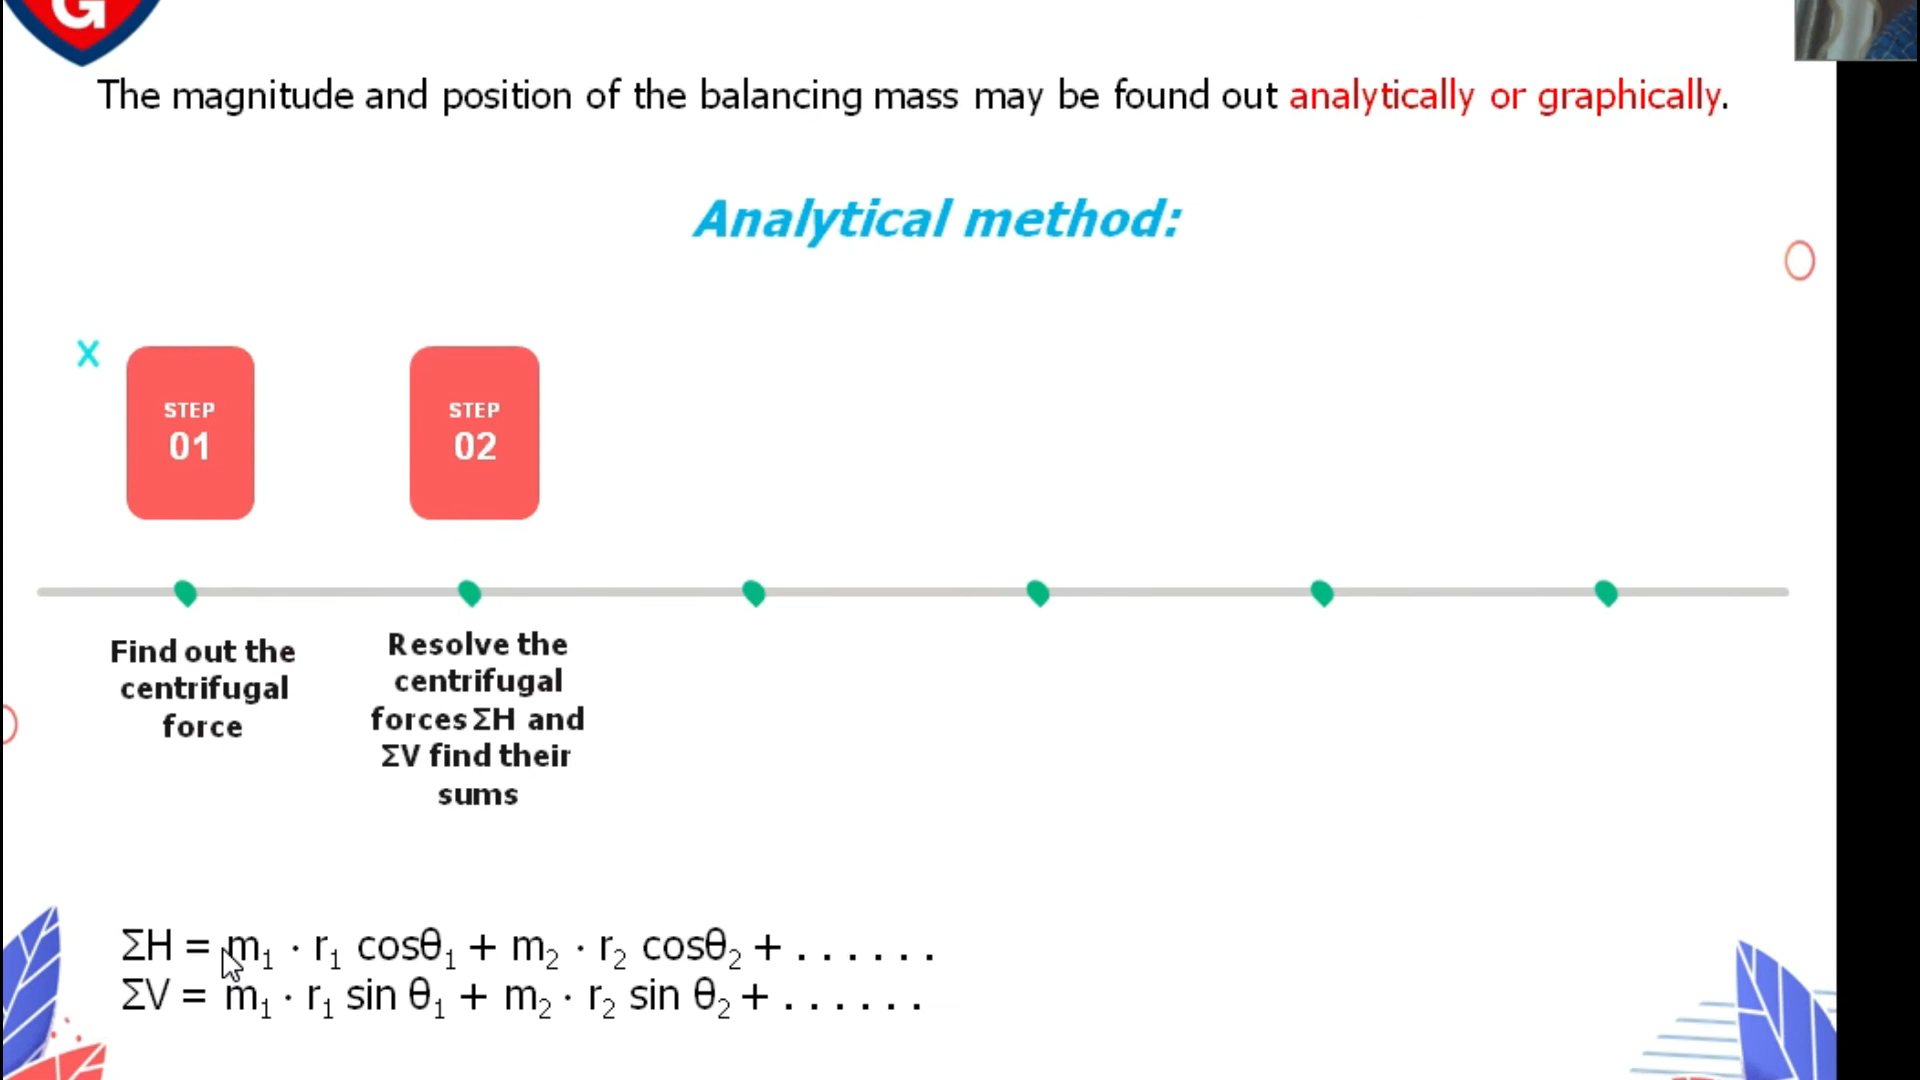 G
The magnitude and position of the balancing mass may be found out analytically or graphically.
Analytical method:
STEP
01
STEP
02
Find out the
centrifugal
force
Resolve the
centrifugal
forces ΣH and
ΣV find their
sums
ΣH = m₁ · r₁ cosθ₁ + m₂ · r₂ cosθ₂ + . . . . . .
ΣV = m₁ · r₁ sin θ₁ + m₂ · r₂ sin θ₂ + . . . . . .